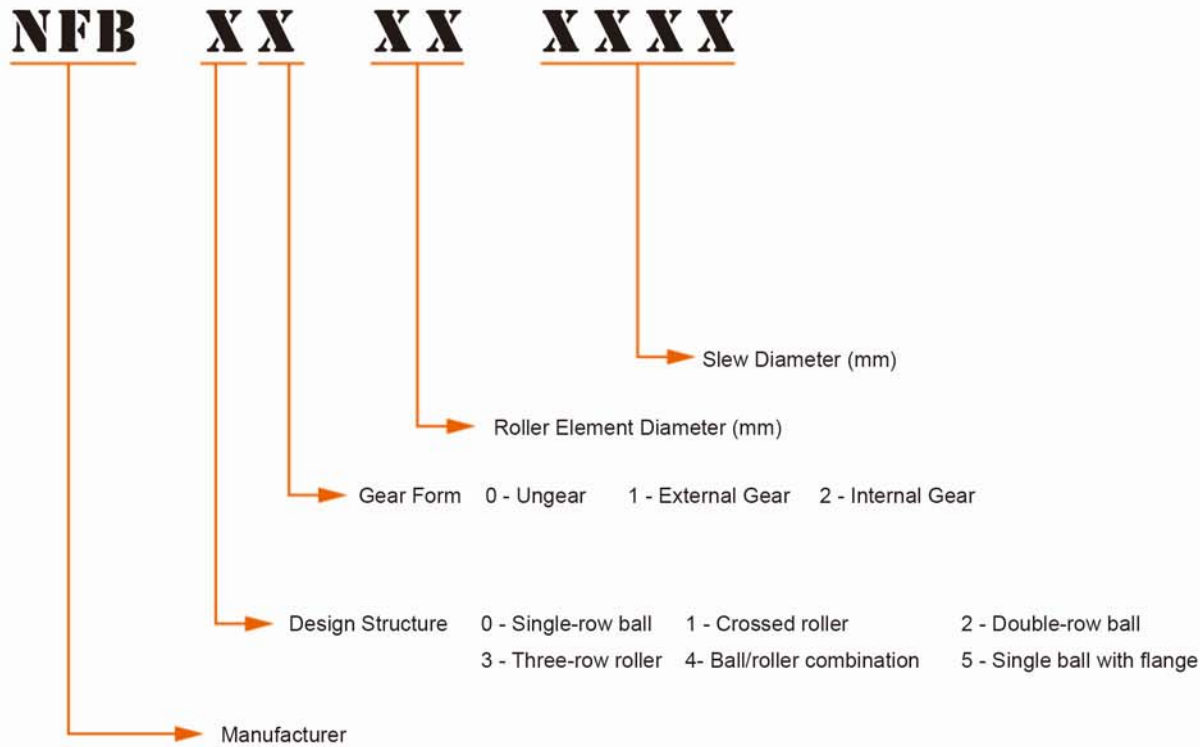 NFB XX XX XXXX
Slew Diameter (mm)
Roller Element Diameter (mm)
Gear Form 0 - Ungear 1 - External Gear 2 - Internal Gear
Design Structure 0 - Single-row ball 1 - Crossed roller 2 - Double-row ball
3 - Three-row roller 4- Ball/roller combination 5 - Single ball with flange
Manufacturer